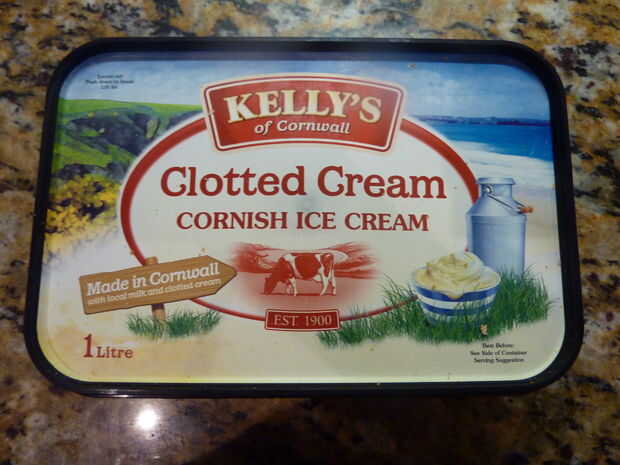 KELLY'S
of Cornwall
Clotted Cream
CORNISH ICE CREAM
Made in Cornwall
with local milk and clotted cream
EST. 1900
1 Litre
Best Before:
See Side of Container
Serving Suggestion